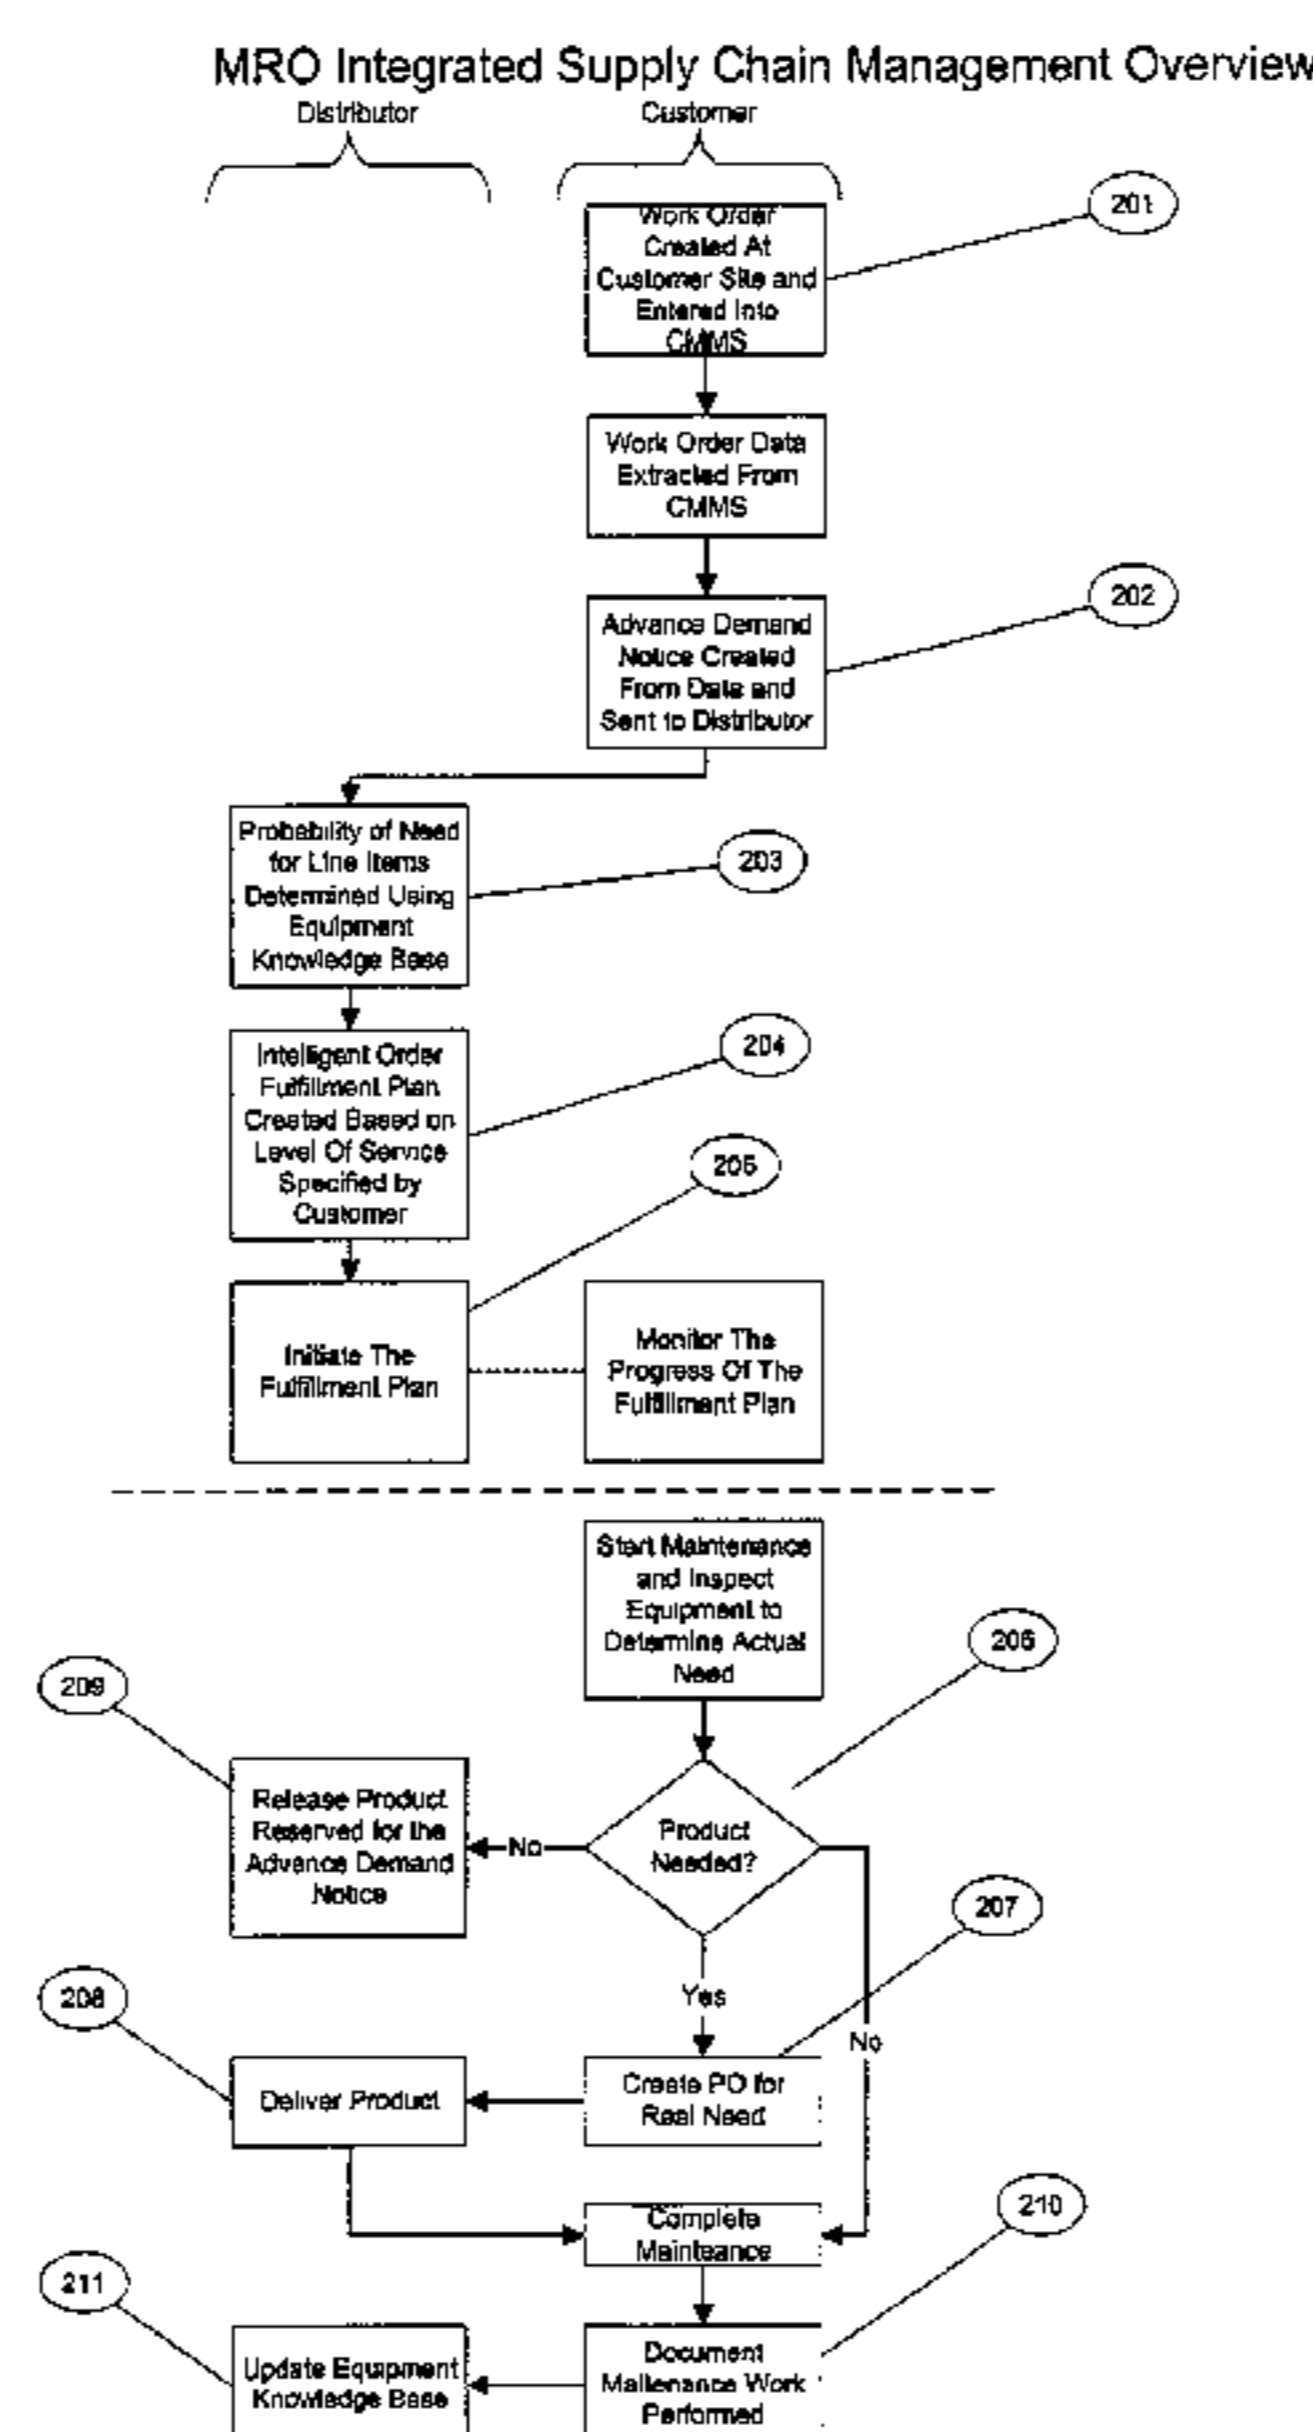 MRO Integrated Supply Chain Management Overview
Distributor
Customer
Work Order
Created At
Customer Site and
Entered Into
CMMS
201
Work Order Data
Extracted From
CMMS
Advance Demand
Notice Created
From Data and
Sent to Distributor
202
Probability of Need
for Line Items
Determined Using
Equipment
Knowledge Base
203
Intelligent Order
Fulfillment Plan
Created Based on
Level Of Service
Specified by
Customer
204
205
Initiate The
Fulfillment Plan
Monitor The
Progress Of The
Fulfillment Plan
Start Maintenance
and Inspect
Equipment to
Determine Actual
Need
206
209
Release Product
Reserved for the
Advance Demand
Notice
No
Product
Needed?
207
Yes
No
208
Deliver Product
Create PO for
Real Need
Complete
Mainteance
210
211
Update Equipment
Knowledge Base
Document
Maitenance Work
Performed